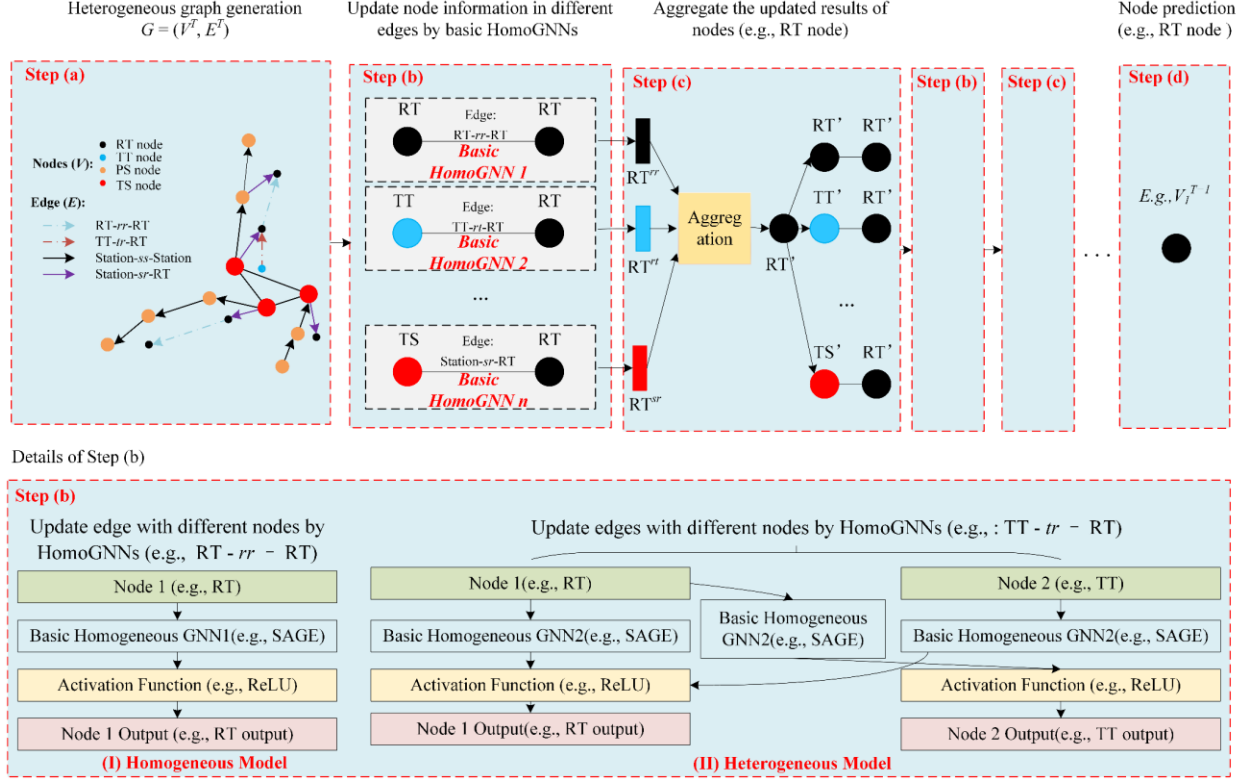 Heterogeneous graph generation
G = (V^T, E^T)
Update node information in different
edges by basic HomoGNNs
Aggregate the updated results of
nodes (e.g., RT node)
Node prediction
(e.g., RT node )
Step (a)
Nodes (V):
RT node
TT node
PS node
TS node
Edge (E):
RT-rr-RT
TT-tr-RT
Station-ss-Station
Station-sr-RT
Step (b)
RT
Edge:
RT
RT-rr-RT
Basic
HomoGNN 1
TT
Edge:
RT
TT-rt-RT
Basic
HomoGNN 2
...
TS
Edge:
RT
Station-sr-RT
Basic
HomoGNN n
Step (c)
RT^rr
RT^rt
RT^sr
Aggreg
ation
RT'
RT' RT'
TT' RT'
...
TS' RT'
Step (b)
Step (c)
...
Step (d)
E.g.,V_I^{T-1}
Details of Step (b)
Step (b)
Update edge with different nodes by
HomoGNNs (e.g., RT - rr - RT)
Node 1 (e.g., RT)
Basic Homogeneous GNN1(e.g., SAGE)
Activation Function (e.g., ReLU)
Node 1 Output (e.g., RT output)
(I) Homogeneous Model
Update edges with different nodes by HomoGNNs (e.g., : TT - tr - RT)
Node 1(e.g., RT)
Basic Homogeneous GNN2(e.g., SAGE)
Activation Function (e.g., ReLU)
Node 1 Output(e.g., RT output)
Basic Homogeneous
GNN2(e.g., SAGE)
Node 2 (e.g., TT)
Basic Homogeneous GNN2(e.g., SAGE)
Activation Function (e.g., ReLU)
Node 2 Output(e.g., TT output)
(II) Heterogeneous Model